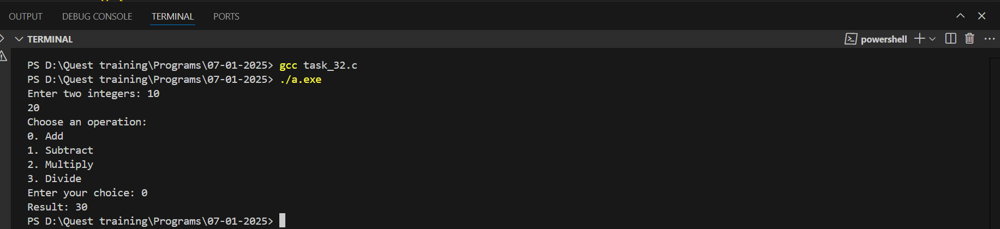 OUTPUT DEBUG CONSOLE TERMINAL PORTS
TERMINAL powershell
PS D:\Quest training\Programs\07-01-2025> gcc task_32.c
PS D:\Quest training\Programs\07-01-2025> ./a.exe
Enter two integers: 10
20
Choose an operation:
0. Add
1. Subtract
2. Multiply
3. Divide
Enter your choice: 0
Result: 30
PS D:\Quest training\Programs\07-01-2025>